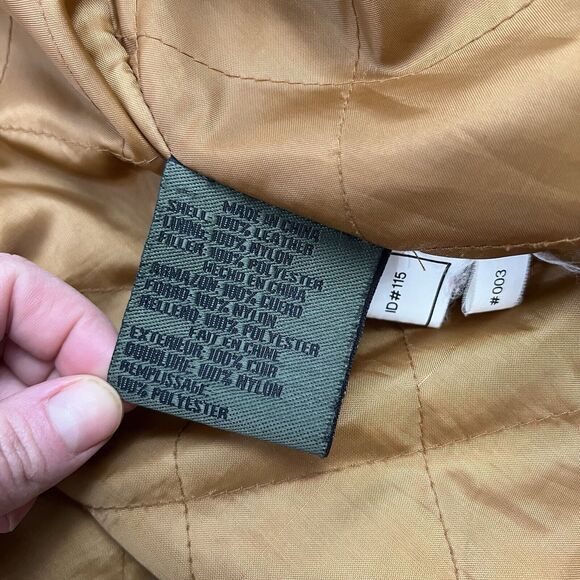 MADE IN CHINA
SHELL: 100% LEATHER
LINING: 100% NYLON
FILLER: 100% POLYESTER
HECHO EN CHINA
ARMAZON-100% CUERO
FORRO-100% NYLON
RELLENO: 100% POLYESTER
FAIT EN CHINE
EXTERIEUR: 100% CUIR
DOUBLURE: 100% NYLON
REMPLISSAGE
100% POLYESTER
ID#115
#003